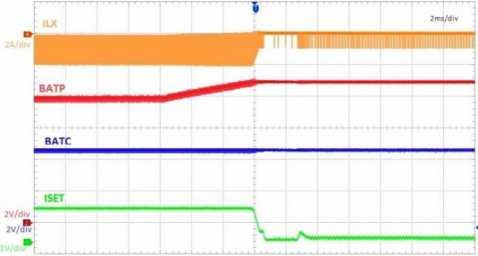 2ms/div
ILX
2A/div
BATP
BATC
ISET
2V/div
2V/div
1V/div